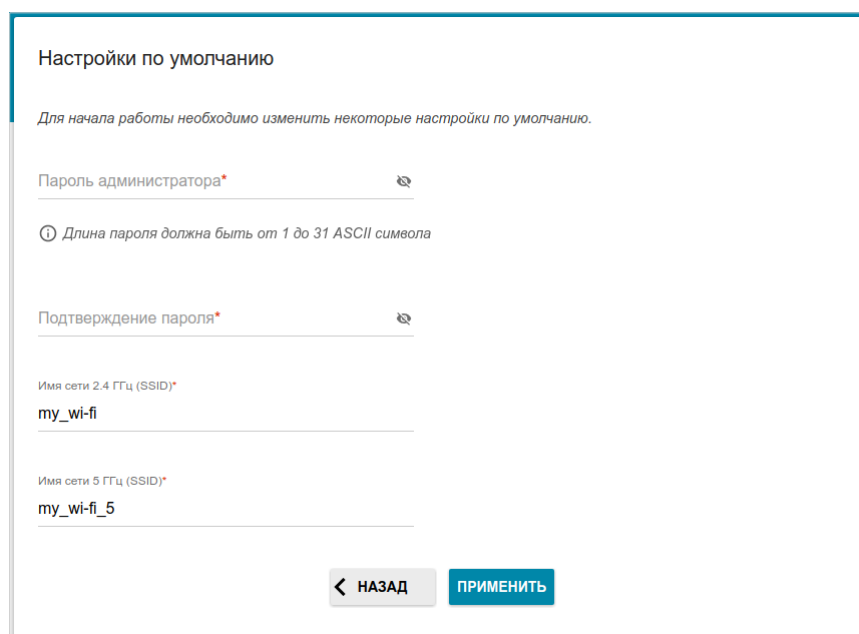 Настройки по умолчанию
Для начала работы необходимо изменить некоторые настройки по умолчанию.
Пароль администратора*
Длина пароля должна быть от 1 до 31 ASCII символа
Подтверждение пароля*
Имя сети 2.4 ГГц (SSID)*
my_wi-fi
Имя сети 5 ГГц (SSID)*
my_wi-fi_5
НАЗАД ПРИМЕНИТЬ